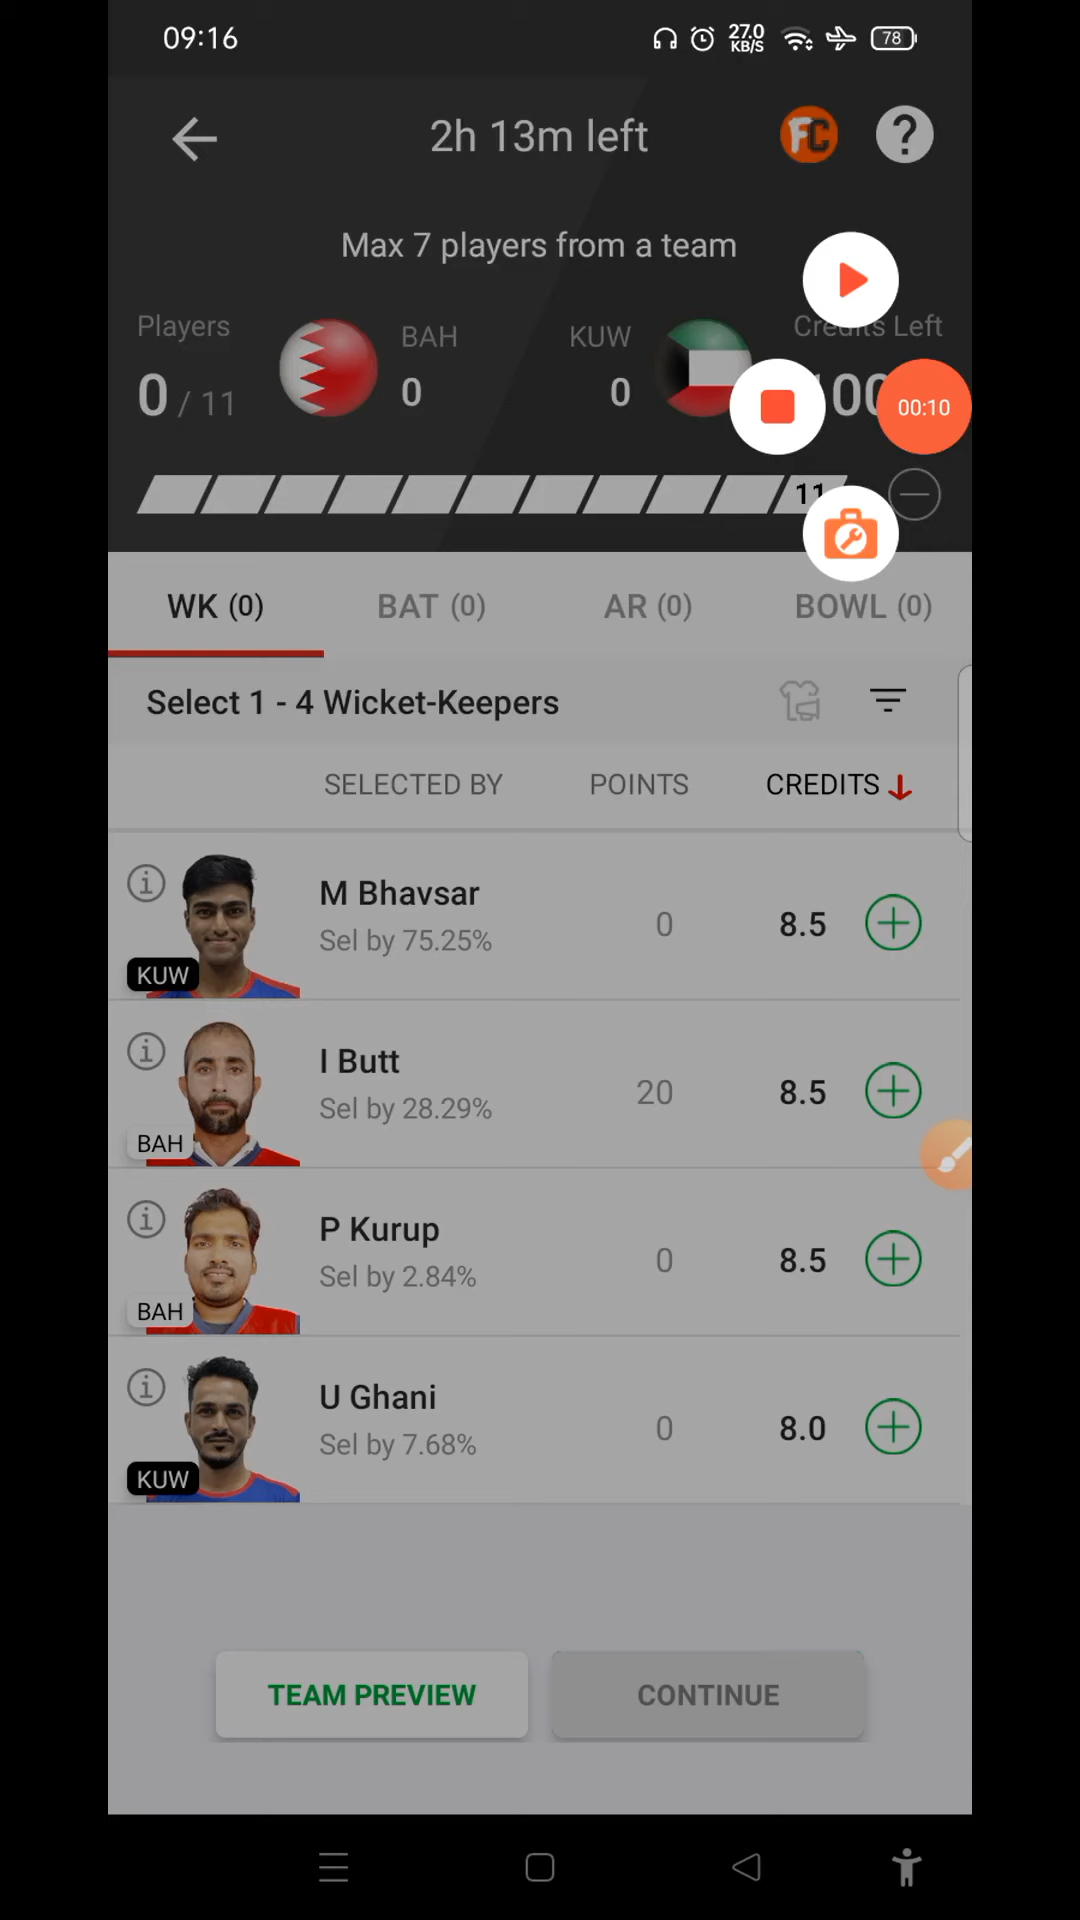 09:16
27.0
KB/S
78
2h 13m left
FC
?
Max 7 players from a team
Players
BAH
KUW
Credits Left
0 / 11
0
0
00:10
11
WK (0)
BAT (0)
AR (0)
BOWL (0)
Select 1 - 4 Wicket-Keepers
SELECTED BY
POINTS
CREDITS
M Bhavsar
Sel by 75.25%
0
8.5
KUW
I Butt
Sel by 28.29%
20
8.5
BAH
P Kurup
Sel by 2.84%
0
8.5
BAH
U Ghani
Sel by 7.68%
0
8.0
KUW
TEAM PREVIEW
CONTINUE